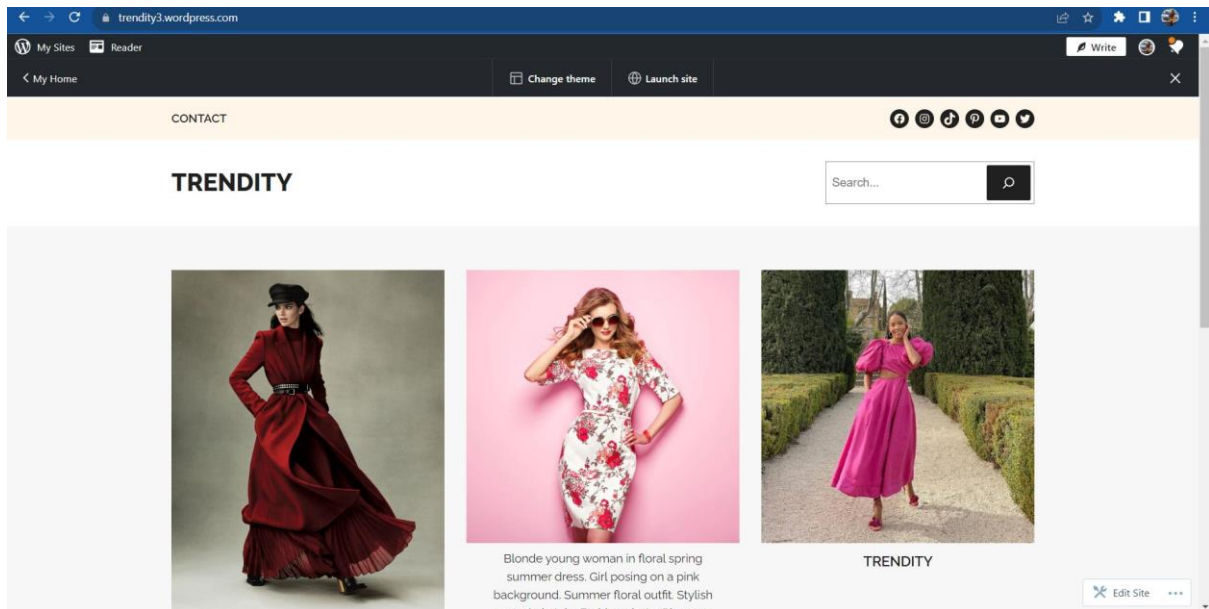 trendity3.wordpress.com
My Sites Reader Write
My Home Change theme Launch site
CONTACT
TRENDITY Search...
Blonde young woman in floral spring
summer dress. Girl posing on a pink
background. Summer floral outfit. Stylish
TRENDITY
Edit Site